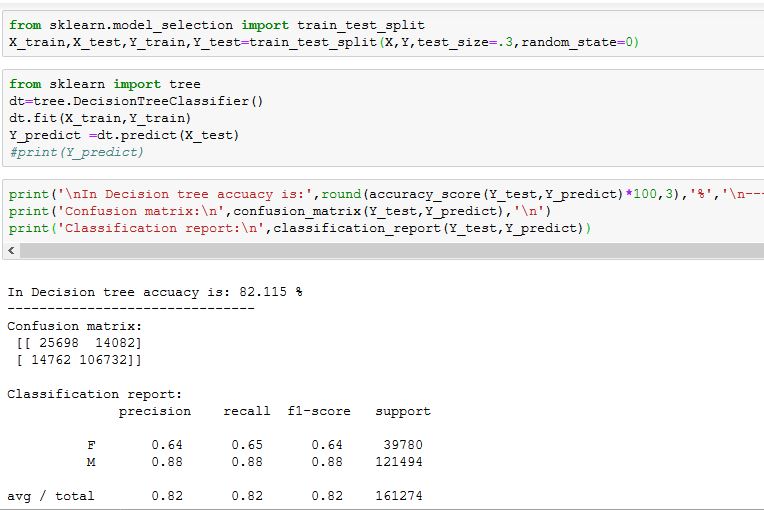 from sklearn.model_selection import train_test_split
X_train,X_test,Y_train,Y_test=train_test_split(X,Y,test_size=.3,random_state=0)
from sklearn import tree
dt=tree.DecisionTreeClassifier()
dt.fit(X_train,Y_train)
Y_predict =dt.predict(X_test)
#print(Y_predict)
print('\nIn Decision tree accuacy is:',round(accuracy_score(Y_test,Y_predict)*100,3),'%','\n---
print('Confusion matrix:\n',confusion_matrix(Y_test,Y_predict),'\n')
print('Classification report:\n',classification_report(Y_test,Y_predict))
In Decision tree accuacy is: 82.115 %
-------------------------------
Confusion matrix:
[[ 25698  14082]
[ 14762 106732]]
Classification report:
precision    recall  f1-score   support
F       0.64      0.65      0.64     39780
M       0.88      0.88      0.88    121494
avg / total       0.82      0.82      0.82    161274